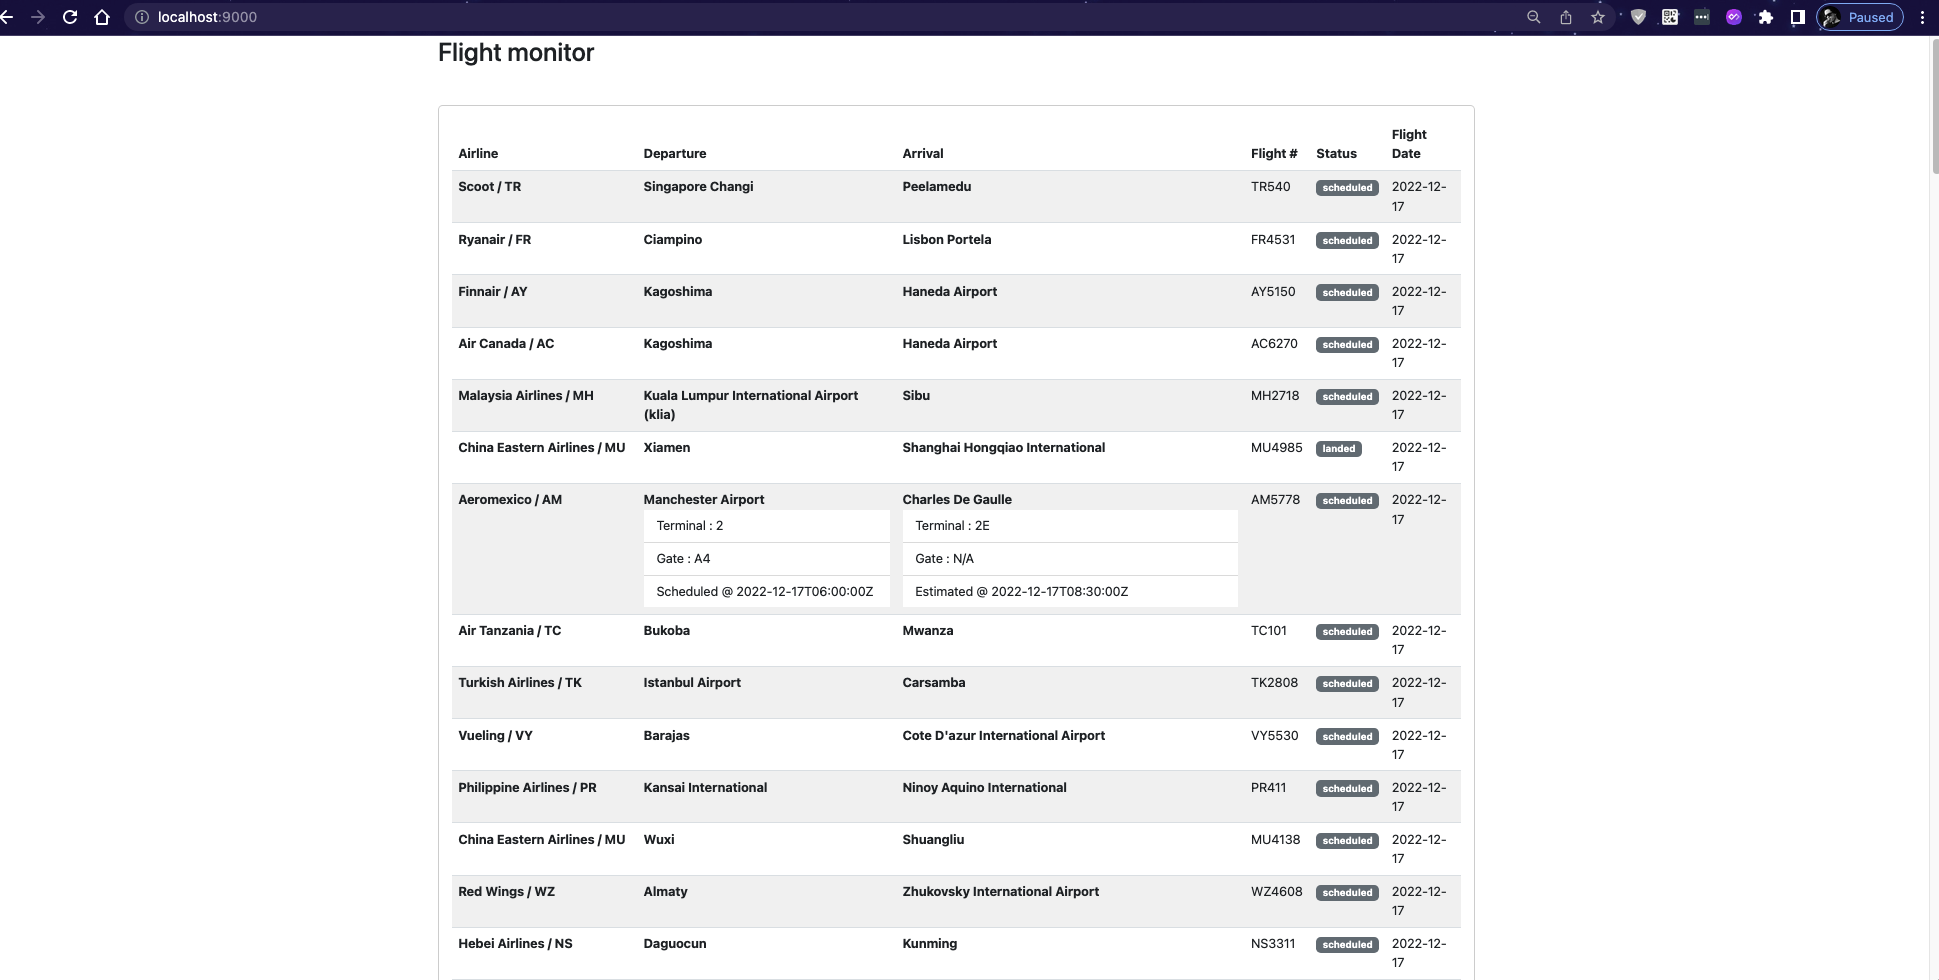 localhost:9000
Paused
Flight monitor
Airline Departure Arrival Flight # Status Flight Date
Scoot / TR Singapore Changi Peelamedu TR540 scheduled 2022-12-
17
Ryanair / FR Ciampino Lisbon Portela FR4531 scheduled 2022-12-
17
Finnair / AY Kagoshima Haneda Airport AY5150 scheduled 2022-12-
17
Air Canada / AC Kagoshima Haneda Airport AC6270 scheduled 2022-12-
17
Malaysia Airlines / MH Kuala Lumpur International Airport Sibu MH2718 scheduled 2022-12-
(klia) 17
China Eastern Airlines / MU Xiamen Shanghai Hongqiao International MU4985 landed 2022-12-
17
Aeromexico / AM Manchester Airport Charles De Gaulle AM5778 scheduled 2022-12-
17
Terminal : 2 Terminal : 2E
Gate : A4 Gate : N/A
Scheduled @ 2022-12-17T06:00:00Z Estimated @ 2022-12-17T08:30:00Z
Air Tanzania / TC Bukoba Mwanza TC101 scheduled 2022-12-
17
Turkish Airlines / TK Istanbul Airport Carsamba TK2808 scheduled 2022-12-
17
Vueling / VY Barajas Cote D'azur International Airport VY5530 scheduled 2022-12-
17
Philippine Airlines / PR Kansai International Ninoy Aquino International PR411 scheduled 2022-12-
17
China Eastern Airlines / MU Wuxi Shuangliu MU4138 scheduled 2022-12-
17
Red Wings / WZ Almaty Zhukovsky International Airport WZ4608 scheduled 2022-12-
17
Hebei Airlines / NS Daguocun Kunming NS3311 scheduled 2022-12-
17